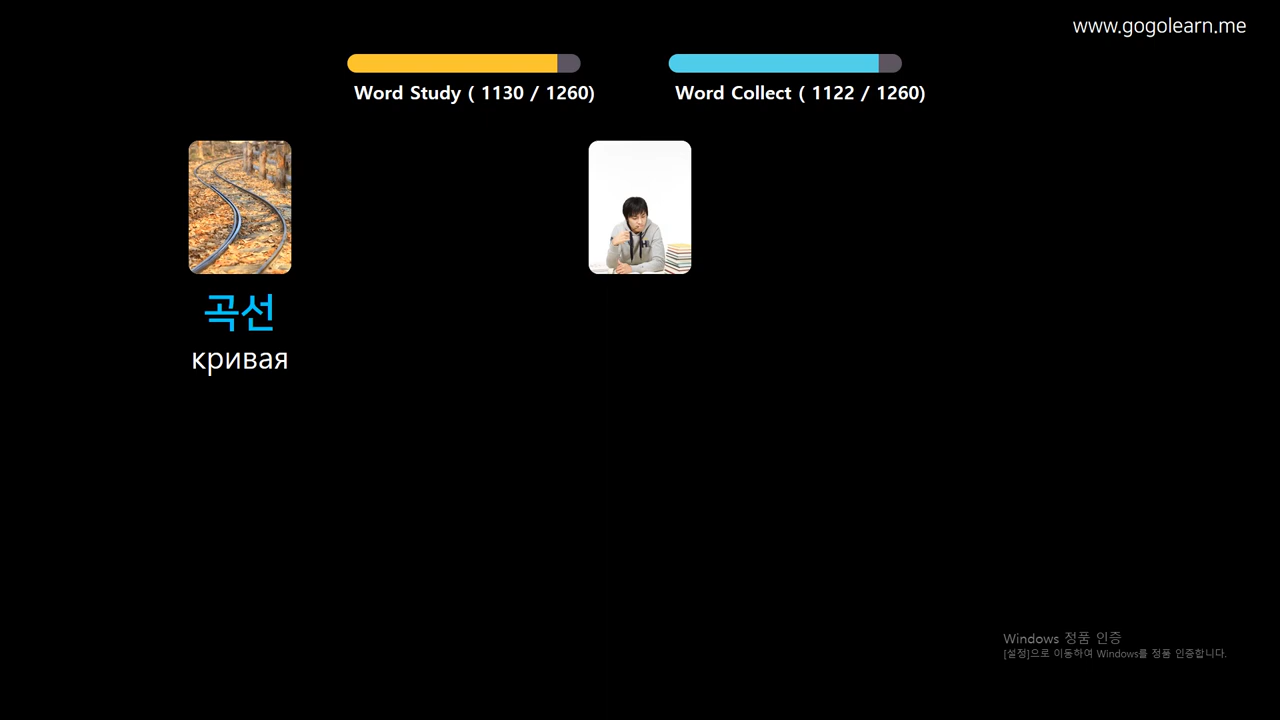 www.gogolearn.me
Word Study ( 1130 / 1260)
Word Collect ( 1122 / 1260)
곡선
кривая
Windows 정품 인증
[설정]으로 이동하여 Windows를 정품 인증합니다.